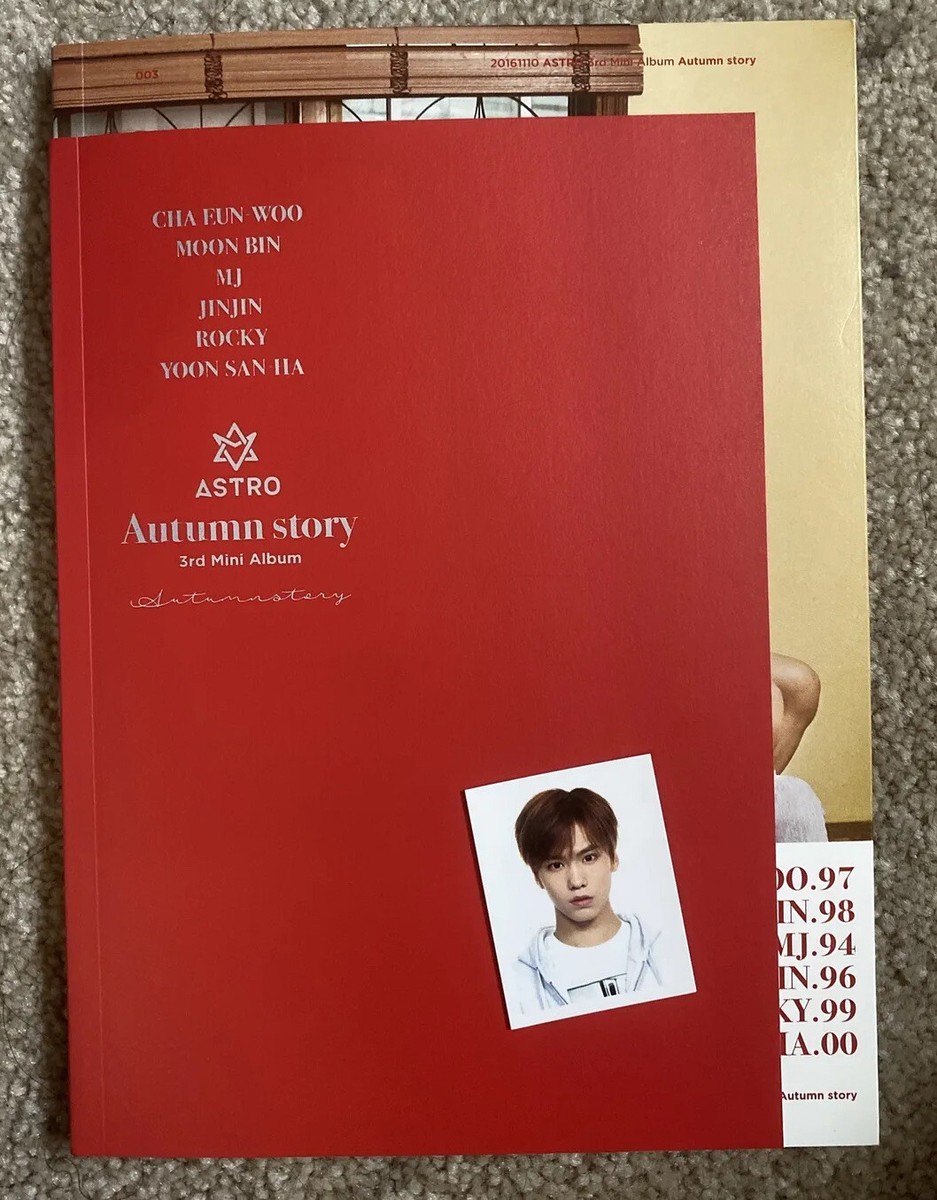 003
20161110 ASTRO 3rd Mini Album Autumn story
CHA EUN-WOO
MOON BIN
MJ
JINJIN
ROCKY
YOON SAN-HA
ASTRO
Autumn story
3rd Mini Album
Autumnstory
OO.97
IN.98
MJ.94
IN.96
KY.99
HA.00
Autumn story